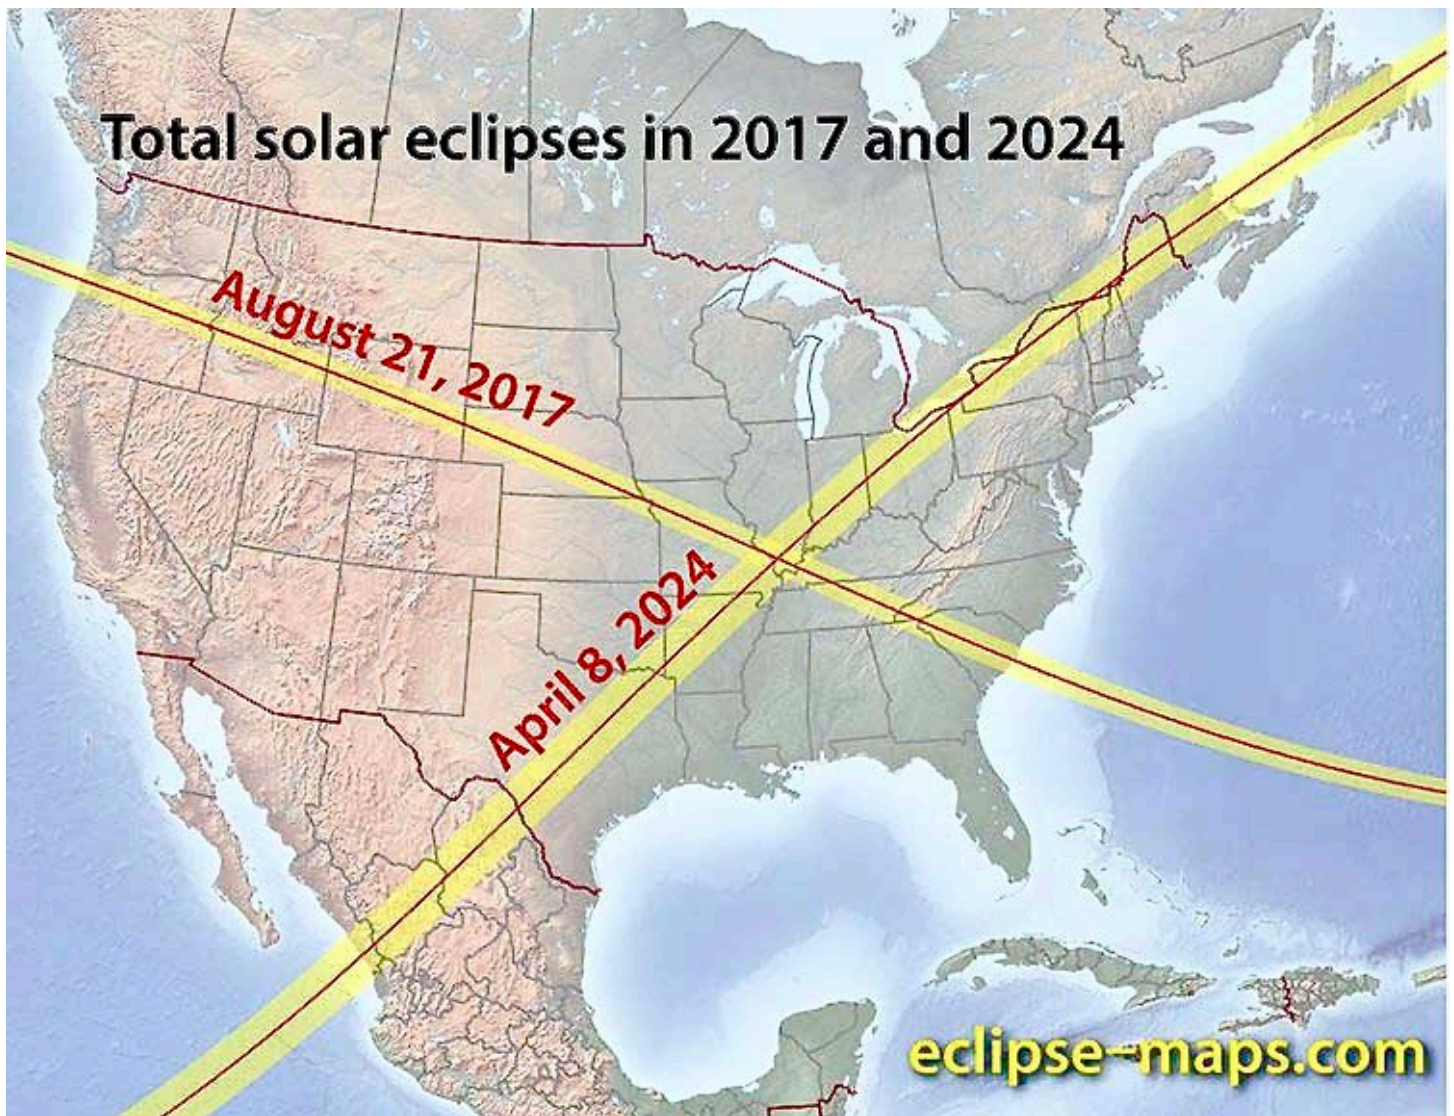 Total solar eclipses in 2017 and 2024
August 21, 2017
April 8, 2024
eclipse-maps.com